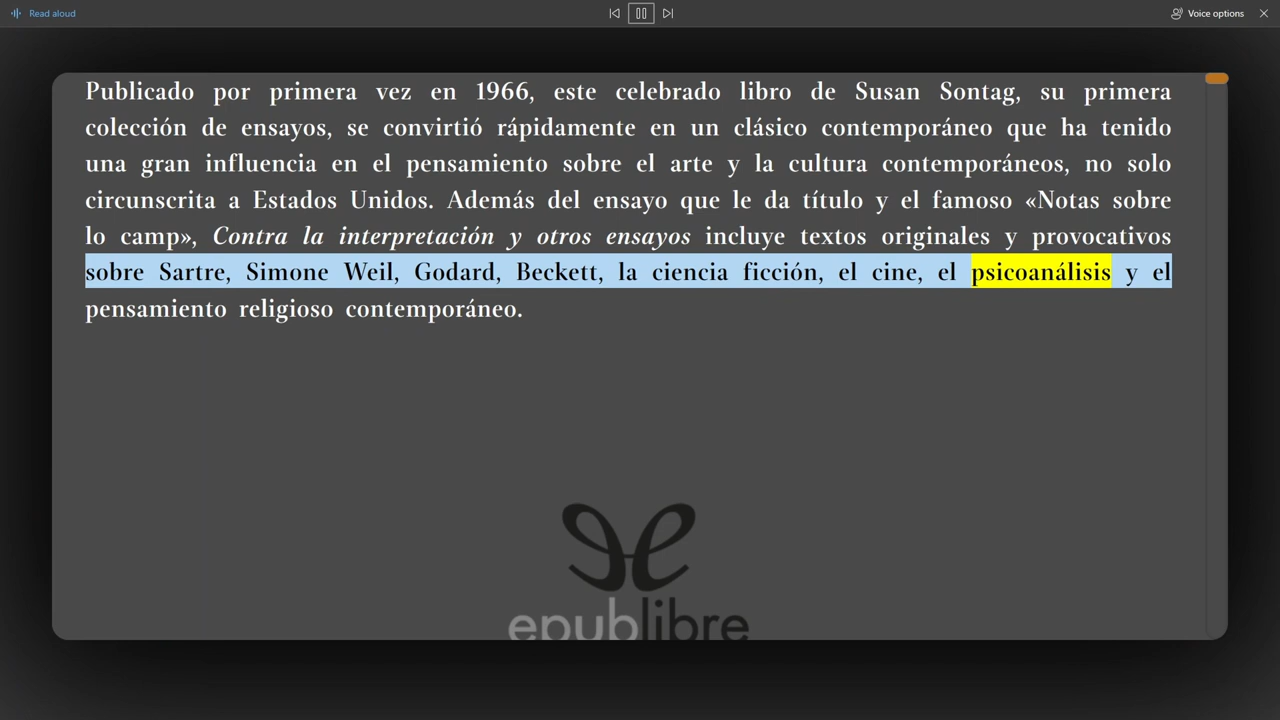 Read aloud
Voice options
Publicado por primera vez en 1966, este celebrado libro de Susan Sontag, su primera
colección de ensayos, se convirtió rápidamente en un clásico contemporáneo que ha tenido
una gran influencia en el pensamiento sobre el arte y la cultura contemporáneos, no solo
circunscrita a Estados Unidos. Además del ensayo que le da título y el famoso «Notas sobre
lo camp», Contra la interpretación y otros ensayos incluye textos originales y provocativos
sobre Sartre, Simone Weil, Godard, Beckett, la ciencia ficción, el cine, el psicoanálisis y el
pensamiento religioso contemporáneo.
epublibre